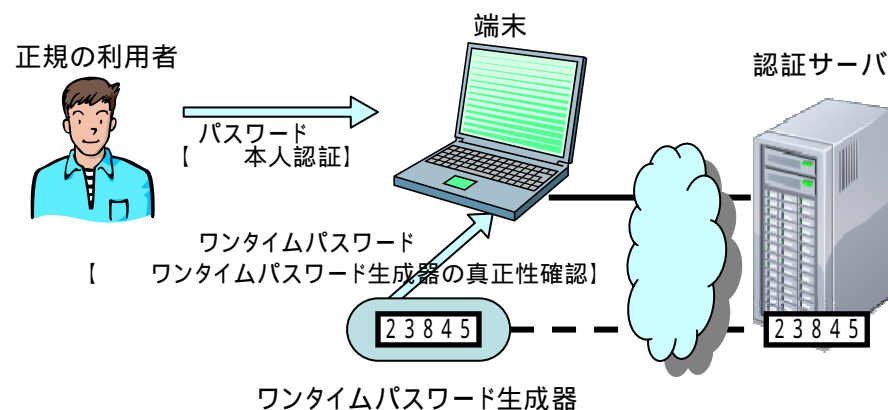 端末
正規の利用者
認証サーバ
パスワード
【 本人認証】
ワンタイムパスワード
【 ワンタイムパスワード生成器の真正性確認】
23845
23845
ワンタイムパスワード生成器